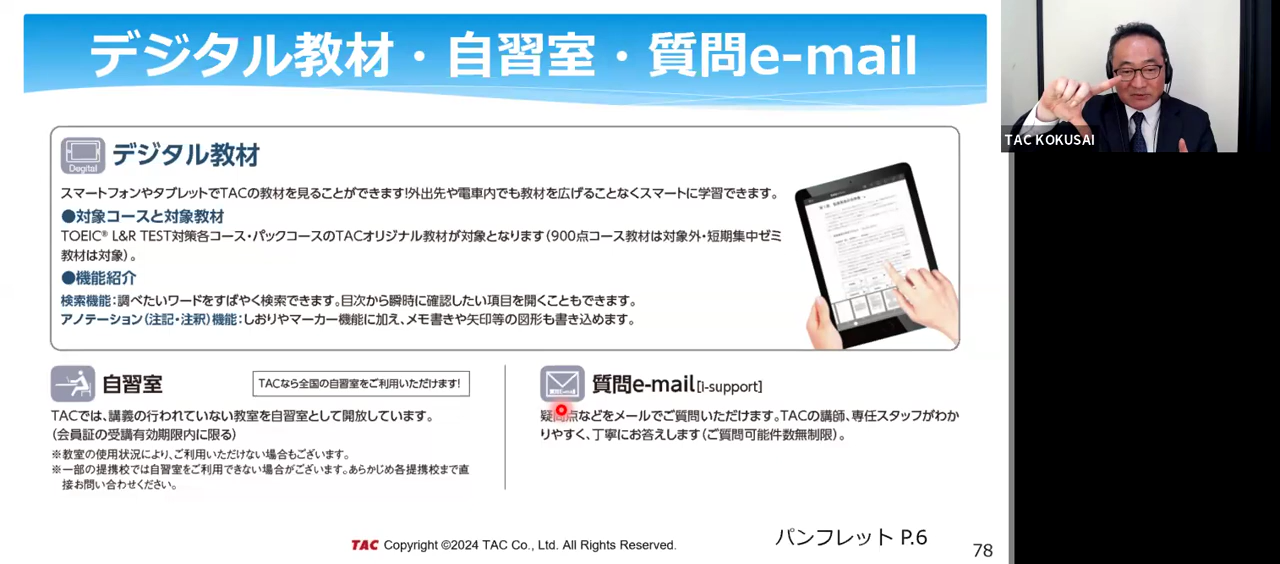 デジタル教材・自習室・質問e-mail
TAC KOKUSAI
Degital
デジタル教材
スマートフォンやタブレットでTACの教材を見ることができます!外出先や電車内でも教材を広げることなくスマートに学習できます。
●対象コースと対象教材
TOEIC® L&R TEST対策各コース・パックコースのTACオリジナル教材が対象となります(900点コース教材は対象外・短期集中ゼミ
教材は対象)。
●機能紹介
検索機能:調べたいワードをすばやく検索できます。目次から瞬時に確認したい項目を開くこともできます。
アノテーション(注記・注釈)機能:しおりやマーカー機能に加え、メモ書きや矢印等の図形も書き込めます。
自習室
TACなら全国の自習室をご利用いただけます!
TACでは、講義の行われていない教室を自習室として開放しています。
(会員証の受講有効期限内に限る)
※教室の使用状況により、ご利用いただけない場合もございます。
※一部の提携校では自習室をご利用できない場合がございます。あらかじめ各提携校まで直
接お問い合わせください。
質問e-mail[i-support]
疑問点などをメールでご質問いただけます。TACの講師、専任スタッフがわか
りやすく、丁寧にお答えします(ご質問可能件数無制限)。
パンフレット P.6
TAC Copyright ©2024 TAC Co., Ltd. All Rights Reserved.
78